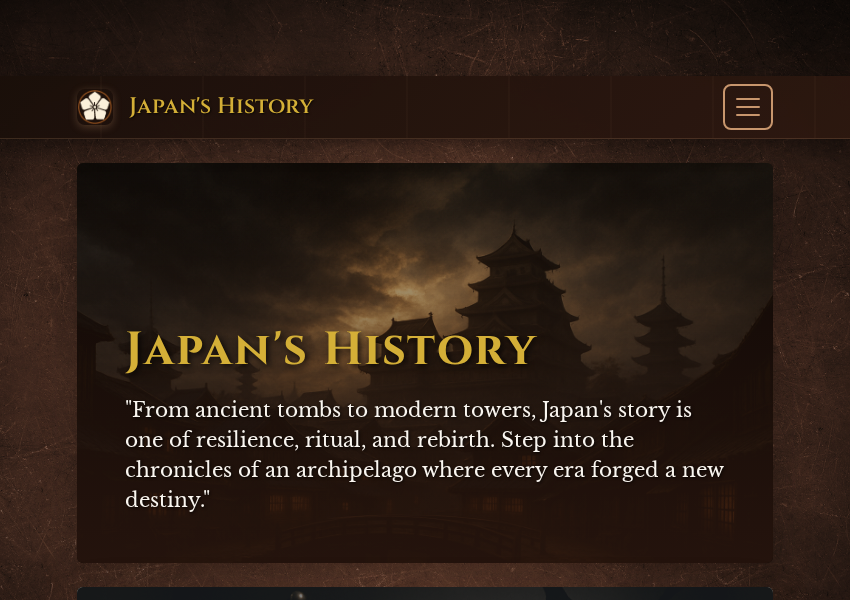 Japan's History
Japan's History
"From ancient tombs to modern towers, Japan's story is
one of resilience, ritual, and rebirth. Step into the
chronicles of an archipelago where every era forged a new
destiny."